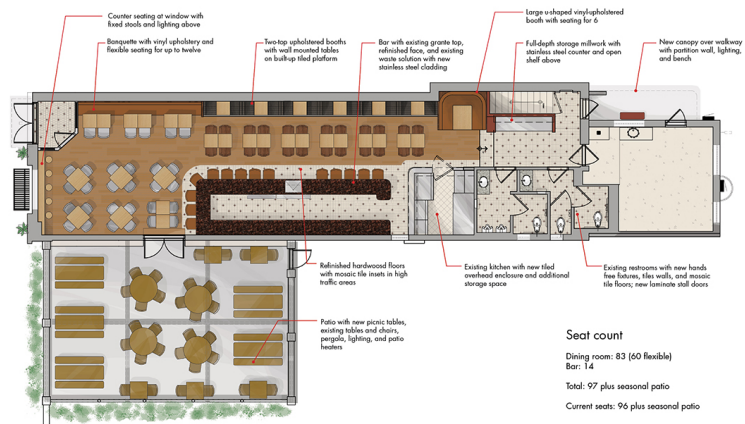 Counter seating at window with
fixed stools and lighting above
Banquette with vinyl upholstery and
flexible seating for up to twelve
Two-top upholstered booths
with wall mounted tables
on built-up tiled platform
Bar with existing grante top,
refinished face, and existing
waste solution with new
stainless steel cladding
Large u-shaped vinyl-upholstered
booth with seating for 6
Full-depth storage millwork with
stainless steel counter and open
shelf above
New canopy over walkway
with partition wall, lighting,
and bench
Refinished hardwosod floors
with mosaic tile insets in high
traffic areas
Existing kitchen with new tiled
overhead enclosure and additional
storage space
Existing restrooms with new hands
free fixtures, tiles walls, and mosaic
tile floors; new laminate stall doors
Patio with new picnic tables,
existing tables and chairs,
pergola, lighting, and patio
heaters
Seat count
Dining room: 83 (60 flexible)
Bar: 14
Total: 97 plus seasonal patio
Current seats: 96 plus seasonal patio